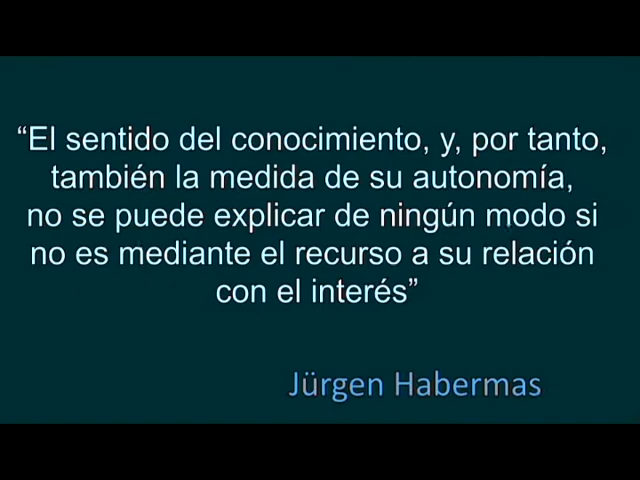 “El sentido del conocimiento, y, por tanto,
también la medida de su autonomía,
no se puede explicar de ningún modo si
no es mediante el recurso a su relación
con el interés”
Jürgen Habermas